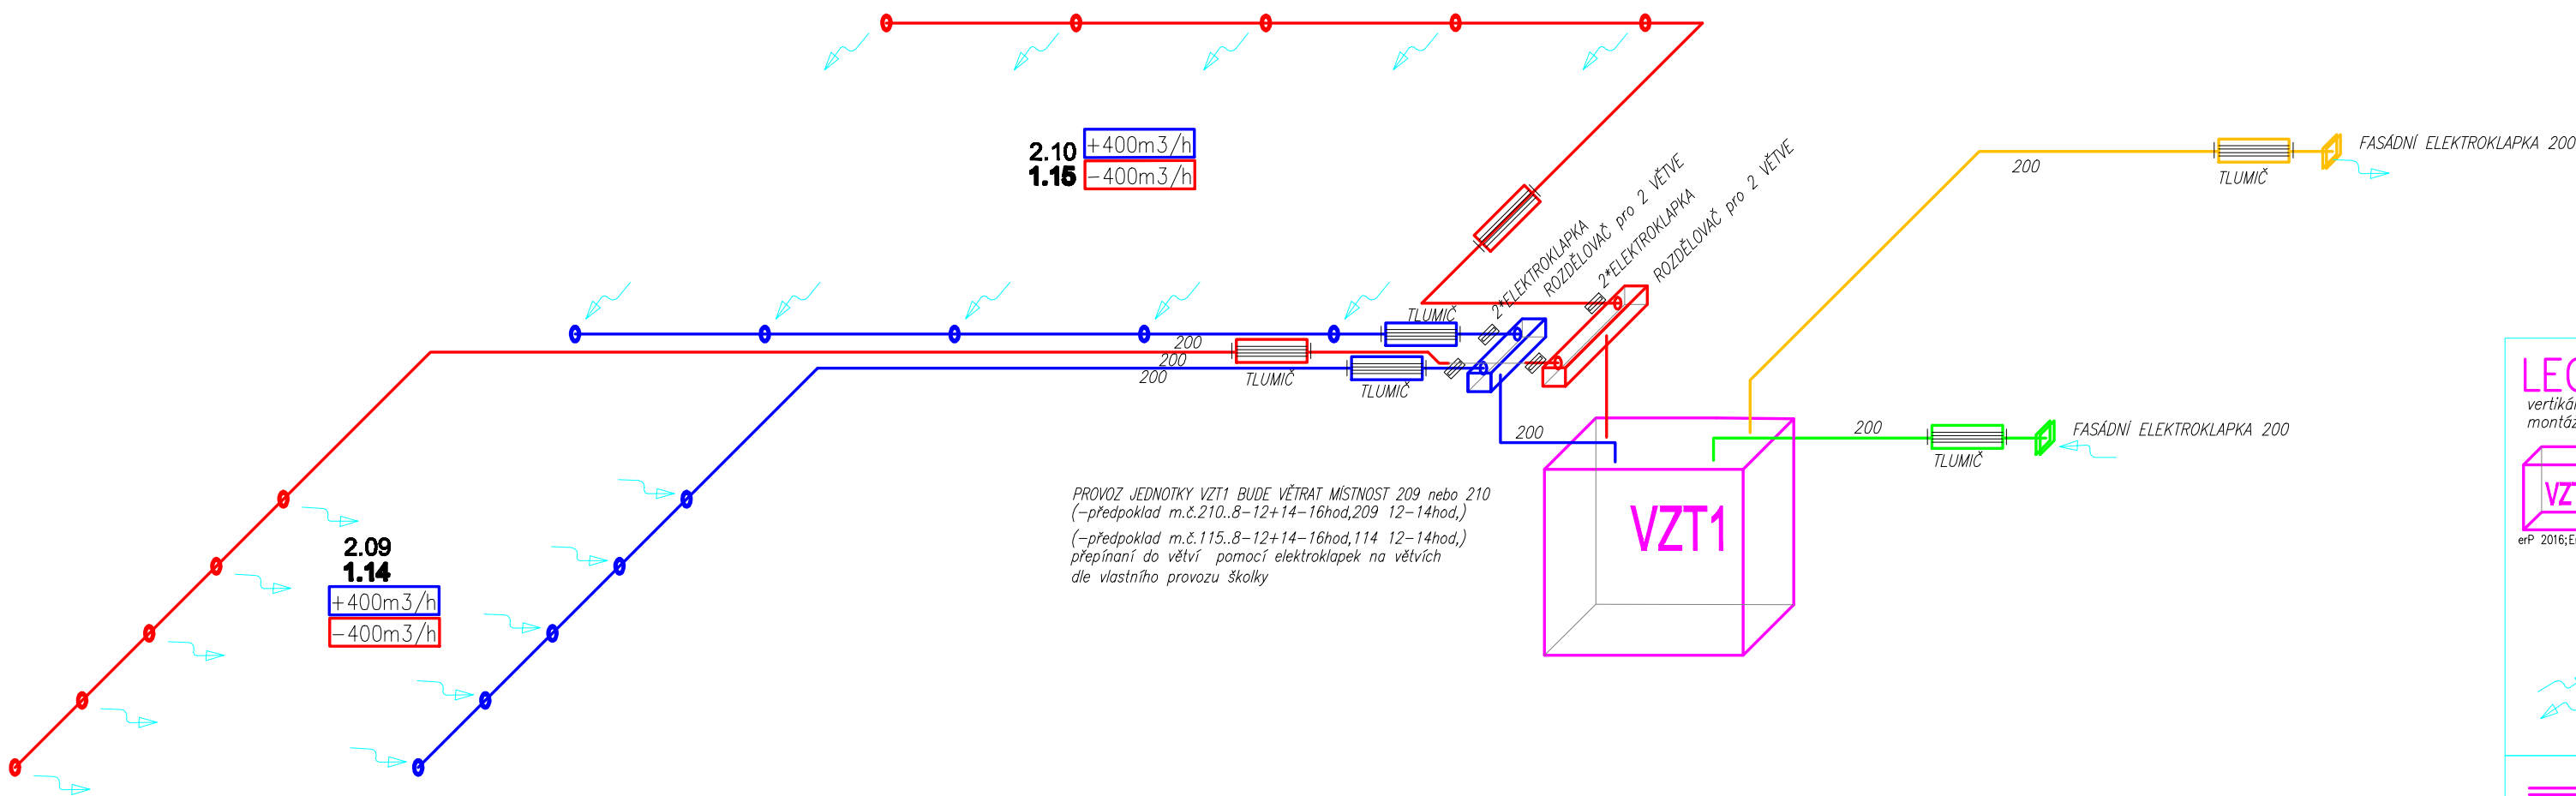 2.10 +400m3/h
1.15 -400m3/h
2*ELEKTROKLAPKA
ROZDĚLOVAČ pro 2 VĚTVE
2*ELEKTROKLAPKA
ROZDĚLOVAČ pro 2 VĚTVE
200
TLUMIČ
FASÁDNÍ ELEKTROKLAPKA 200
TLUMIČ
200
200
200
TLUMIČ
TLUMIČ
200
200
TLUMIČ
FASÁDNÍ ELEKTROKLAPKA 200
VZT1
PROVOZ JEDNOTKY VZT1 BUDE VĚTRAT MÍSTNOST 209 nebo 210
(-předpoklad m.č.210..8-12+14-16hod,209 12-14hod,)
(-předpoklad m.č.115..8-12+14-16hod,114 12-14hod,)
přepínaní do větví pomocí elektroklapek na větvích
dle vlastního provozu školky
2.09
1.14
+400m3/h
-400m3/h
erP 2016;